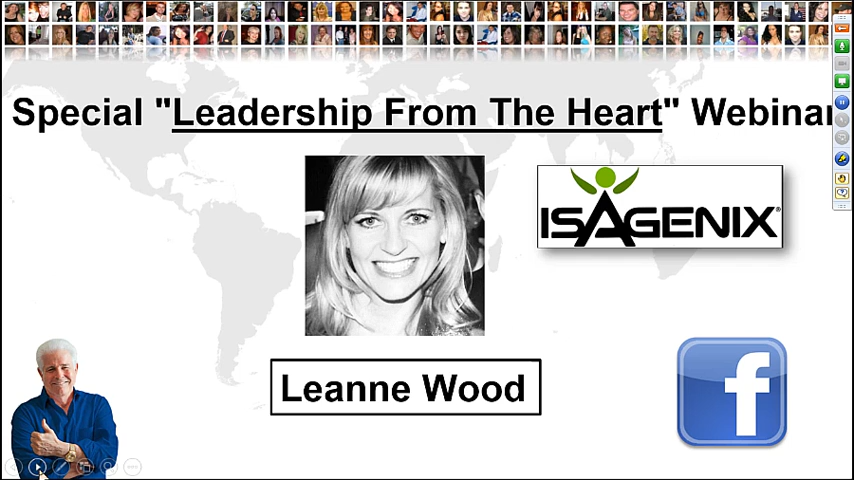 Special "Leadership From The Heart" Webinar
ISAGENIX®
Leanne Wood
f